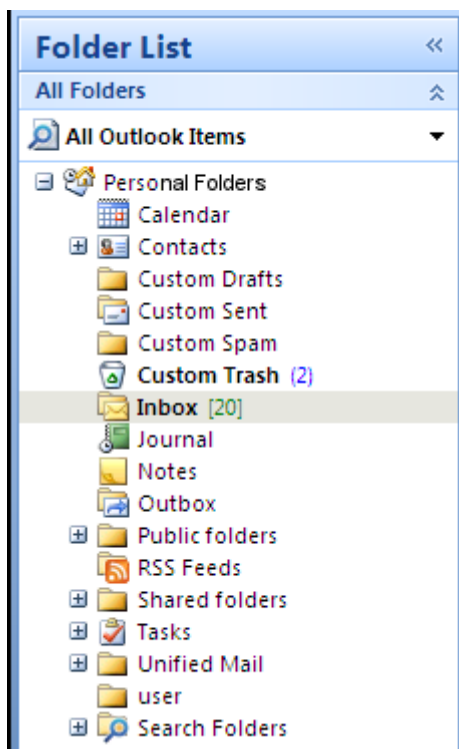 Folder List
All Folders
All Outlook Items
Personal Folders
Calendar
Contacts
Custom Drafts
Custom Sent
Custom Spam
Custom Trash (2)
Inbox [20]
Journal
Notes
Outbox
Public folders
RSS Feeds
Shared folders
Tasks
Unified Mail
user
Search Folders